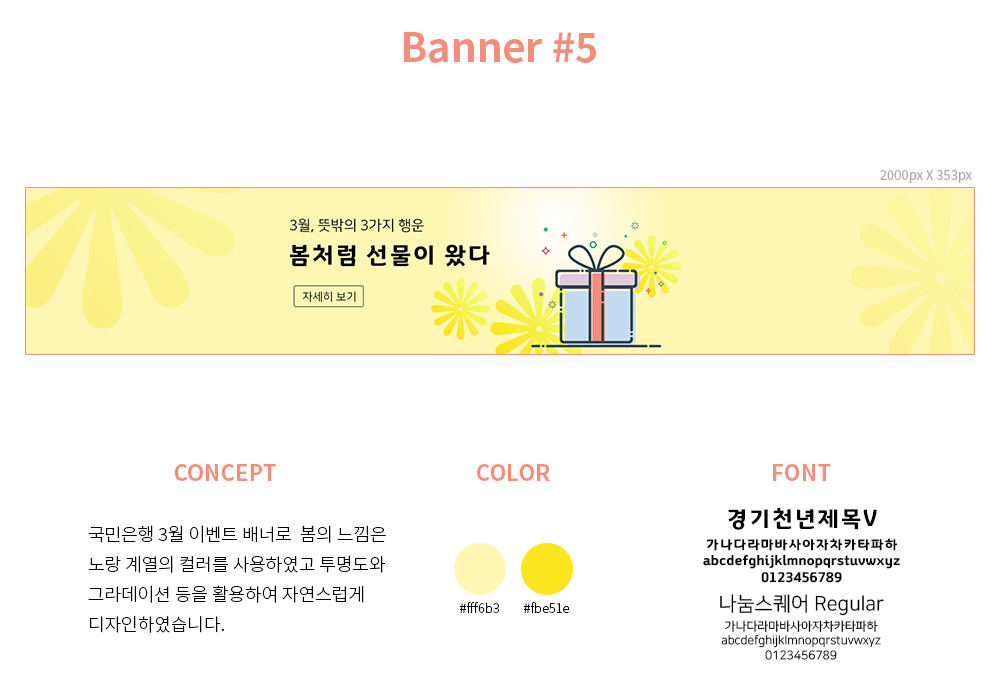 Banner #5
2000px X 353px
3월, 뜻밖의 3가지 행운
봄처럼 선물이 왔다
자세히 보기
CONCEPT
국민은행 3월 이벤트 배너로 봄의 느낌은
노랑 계열의 컬러를 사용하였고 투명도와
그라데이션 등을 활용하여 자연스럽게
디자인하였습니다.
COLOR
#fff6b3 #fbe51e
FONT
경기천년제목V
가나다라마바사아자차카타파하
abcdefghijklmnopqrstuvwxyz
0123456789
나눔스퀘어 Regular
가나다라마바사아자차카타파하
abcdefghijklmnopqrstuvwxyz
0123456789